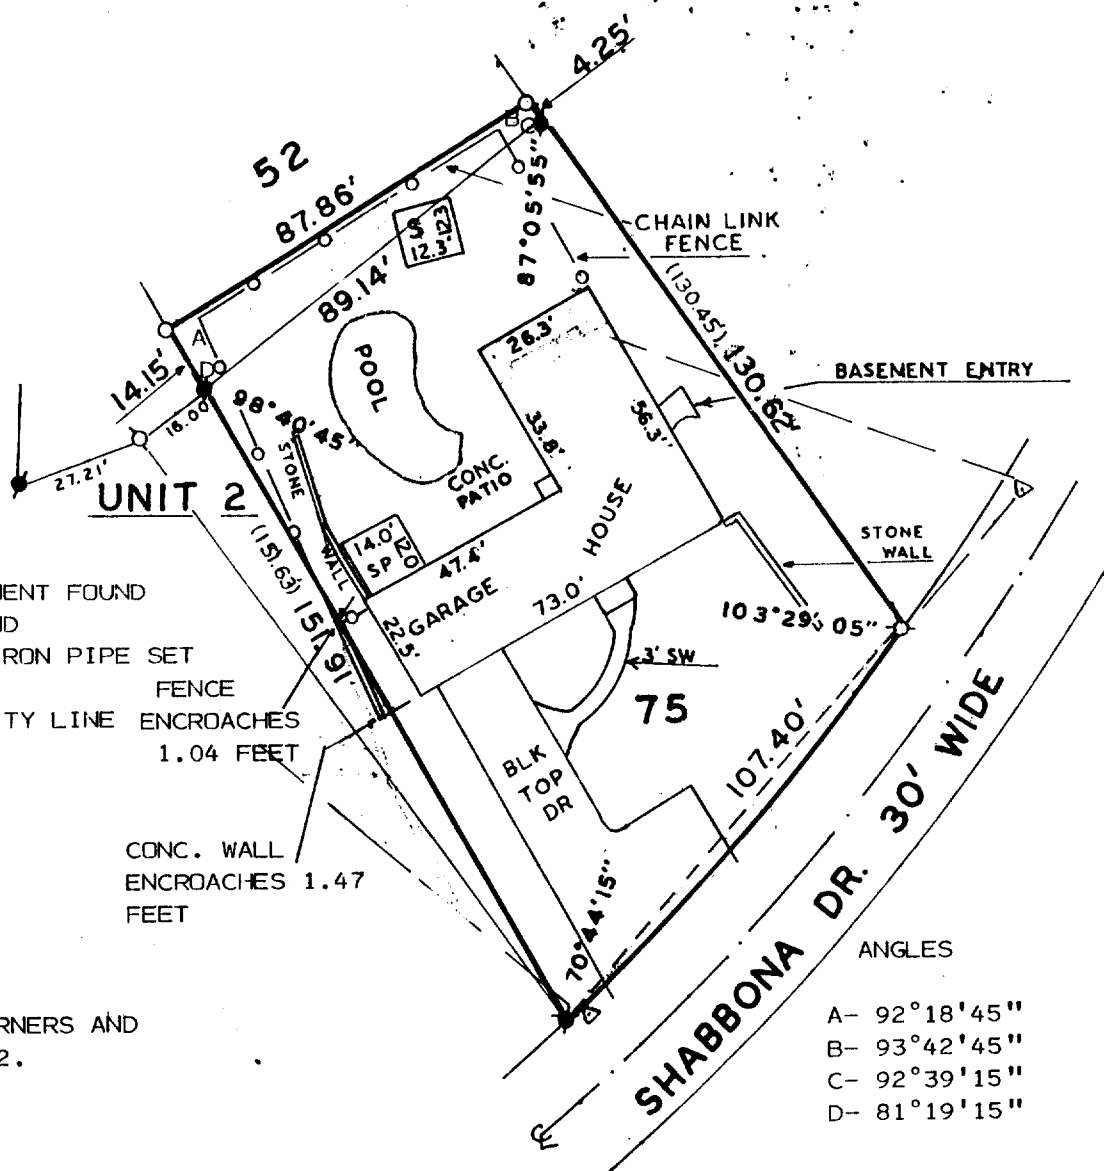 4.25'
B
C
52
87.86'
S
12.3'
12.3
87°05'55"
CHAIN LINK
FENCE
89.14'
(130.45')
130.62'
A
D
14.15'
16.00'
POOL
26.3'
BASEMENT ENTRY
98°40'45"
27.21'
UNIT 2
STONE
WALL
CONC.
PATIO
33.8'
56.3'
HOUSE
STONE
WALL
(151.63)
151.91'
14.0'
12.0
SP
47.4'
GARAGE
22.5'
73.0'
103°29'05"
MENT FOUND
ND
RON PIPE SET
TY LINE
FENCE
ENCROACHES
1.04 FEET
3' SW
75
107.40'
BLK
TOP
DR
CONC. WALL
ENCROACHES 1.47
FEET
70°44'15"
SHABBONA DR. 30' WIDE
RNERS AND
2.
ANGLES
A- 92°18'45"
B- 93°42'45"
C- 92°39'15"
D- 81°19'15"